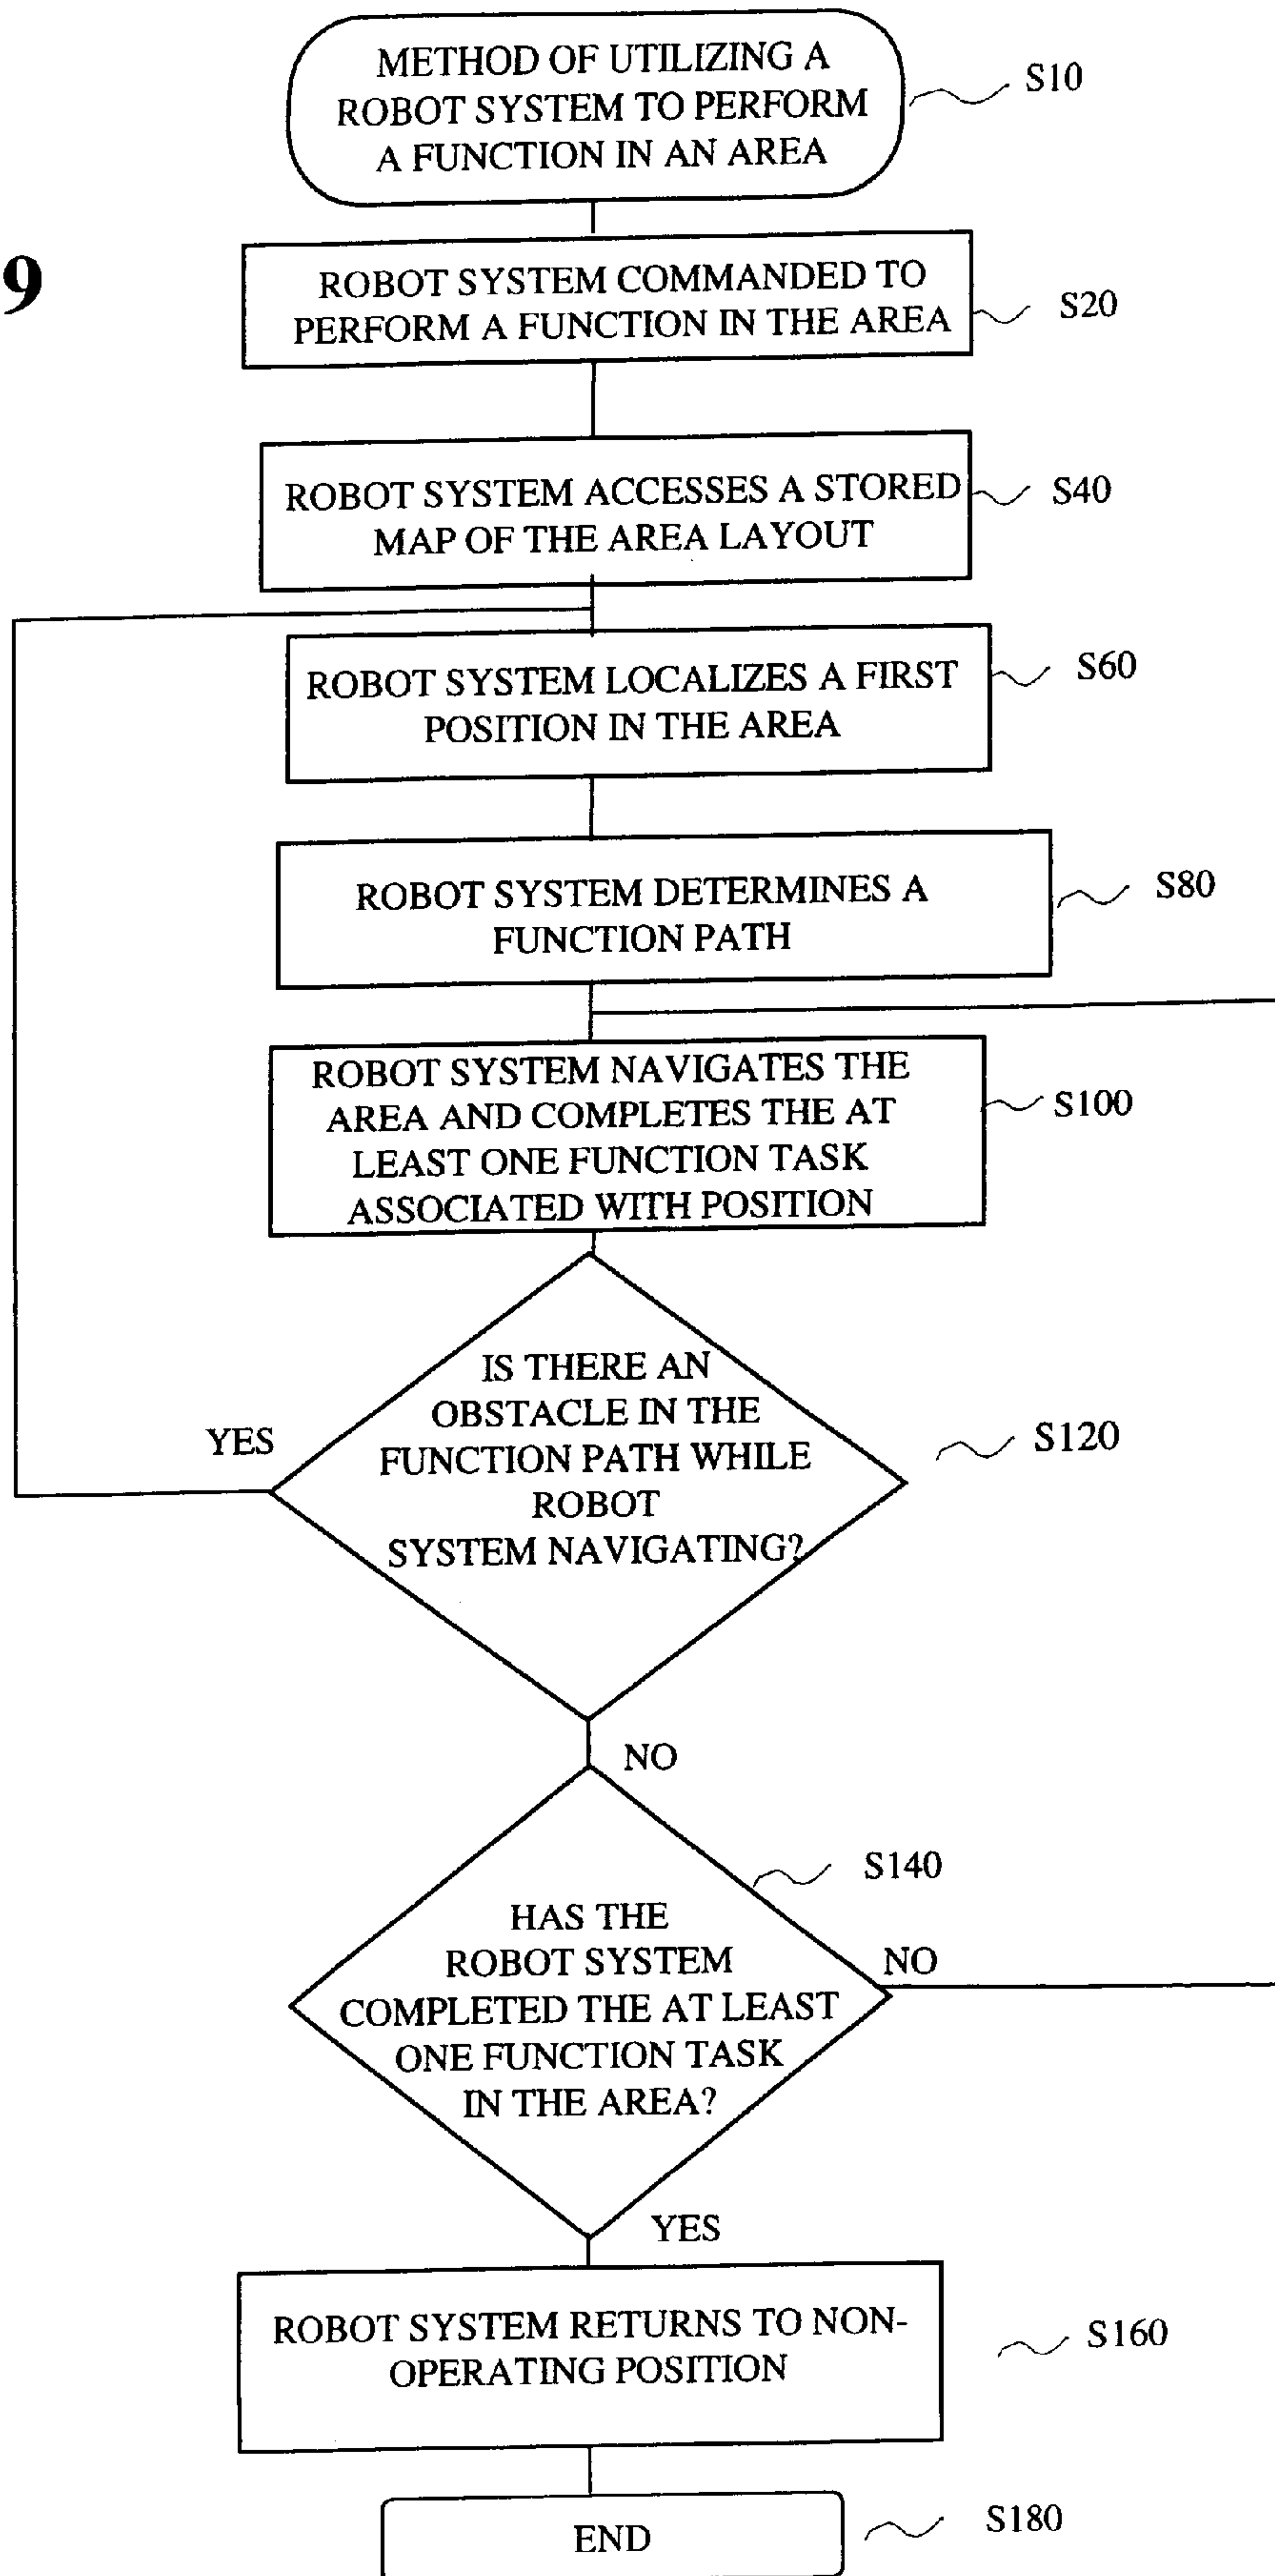 METHOD OF UTILIZING A
ROBOT SYSTEM TO PERFORM
A FUNCTION IN AN AREA
S10
9
ROBOT SYSTEM COMMANDED TO
PERFORM A FUNCTION IN THE AREA
S20
ROBOT SYSTEM ACCESSES A STORED
MAP OF THE AREA LAYOUT
S40
ROBOT SYSTEM LOCALIZES A FIRST
POSITION IN THE AREA
S60
ROBOT SYSTEM DETERMINES A
FUNCTION PATH
S80
ROBOT SYSTEM NAVIGATES THE
AREA AND COMPLETES THE AT
LEAST ONE FUNCTION TASK
ASSOCIATED WITH POSITION
S100
IS THERE AN
OBSTACLE IN THE
FUNCTION PATH WHILE
ROBOT
SYSTEM NAVIGATING?
YES
S120
NO
S140
HAS THE
ROBOT SYSTEM
COMPLETED THE AT LEAST
ONE FUNCTION TASK
IN THE AREA?
NO
YES
ROBOT SYSTEM RETURNS TO NON-
OPERATING POSITION
S160
END
S180